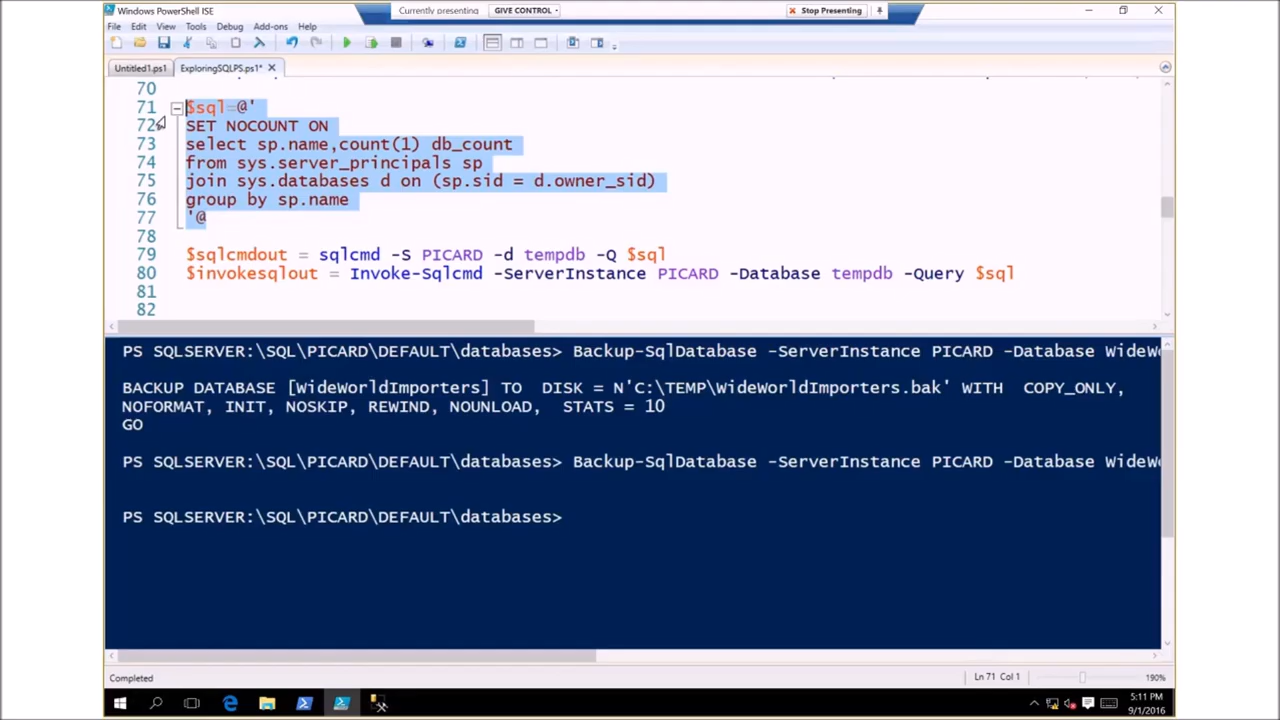 Windows PowerShell ISE
Currently presenting GIVE CONTROL Stop Presenting
File Edit View Tools Debug Add-ons Help
Untitled1.ps1 ExploringSQLPS.ps1*
70
71 $sql=@'
72 SET NOCOUNT ON
73 select sp.name,count(1) db_count
74 from sys.server_principals sp
75 join sys.databases d on (sp.sid = d.owner_sid)
76 group by sp.name
77 '@
78
79 $sqlcmdout = sqlcmd -S PICARD -d tempdb -Q $sql
80 $invokesqlout = Invoke-Sqlcmd -ServerInstance PICARD -Database tempdb -Query $sql
81
82
PS SQLSERVER:\SQL\PICARD\DEFAULT\databases> Backup-SqlDatabase -ServerInstance PICARD -Database WideW
BACKUP DATABASE [WideWorldImporters] TO DISK = N'C:\TEMP\WideWorldImporters.bak' WITH COPY_ONLY,
NOFORMAT, INIT, NOSKIP, REWIND, NOUNLOAD, STATS = 10
GO
PS SQLSERVER:\SQL\PICARD\DEFAULT\databases> Backup-SqlDatabase -ServerInstance PICARD -Database WideW
PS SQLSERVER:\SQL\PICARD\DEFAULT\databases>
Completed Ln 71 Col 1 190%
5:11 PM
9/1/2016